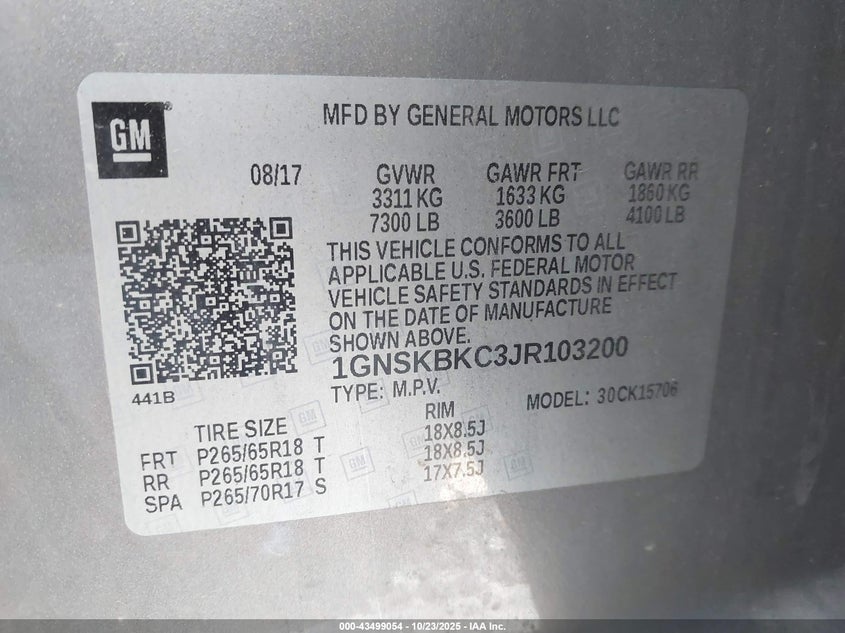 GM
MFD BY GENERAL MOTORS LLC
08/17 GVWR GAWR FRT GAWR RR
3311 KG 1633 KG 1860 KG
7300 LB 3600 LB 4100 LB
THIS VEHICLE CONFORMS TO ALL
APPLICABLE U.S. FEDERAL MOTOR
VEHICLE SAFETY STANDARDS IN EFFECT
ON THE DATE OF MANUFACTURE
SHOWN ABOVE.
1GNSKBKC3JR103200
441B
TYPE: M.P.V. MODEL: 30CK15706
TIRE SIZE RIM
FRT P265/65R18 T 18X8.5J
RR P265/65R18 T 18X8.5J
SPA P265/70R17 S 17X7.5J
000-43499054 | 10/23/2025 | IAA Inc.